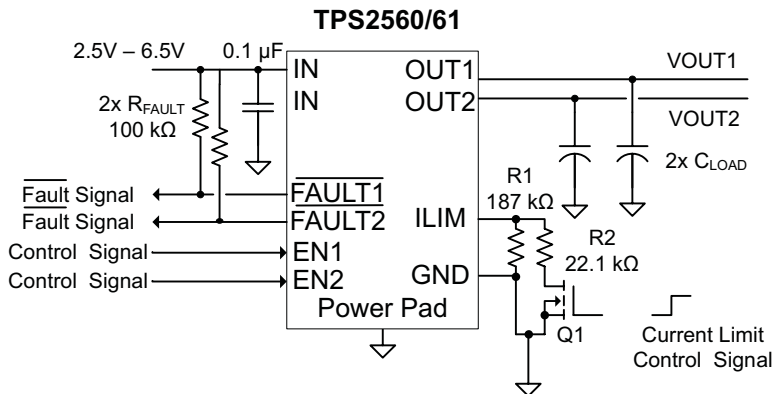 TPS2560/61
2.5V – 6.5V
0.1 µF
IN
IN
OUT1
OUT2
VOUT1
VOUT2
2x RFAULT
100 kΩ
2x CLOAD
Fault Signal
Fault Signal
FAULT1
FAULT2
Control Signal
Control Signal
EN1
EN2
ILIM
GND
Power Pad
R1
187 kΩ
R2
22.1 kΩ
Q1
Current Limit
Control Signal